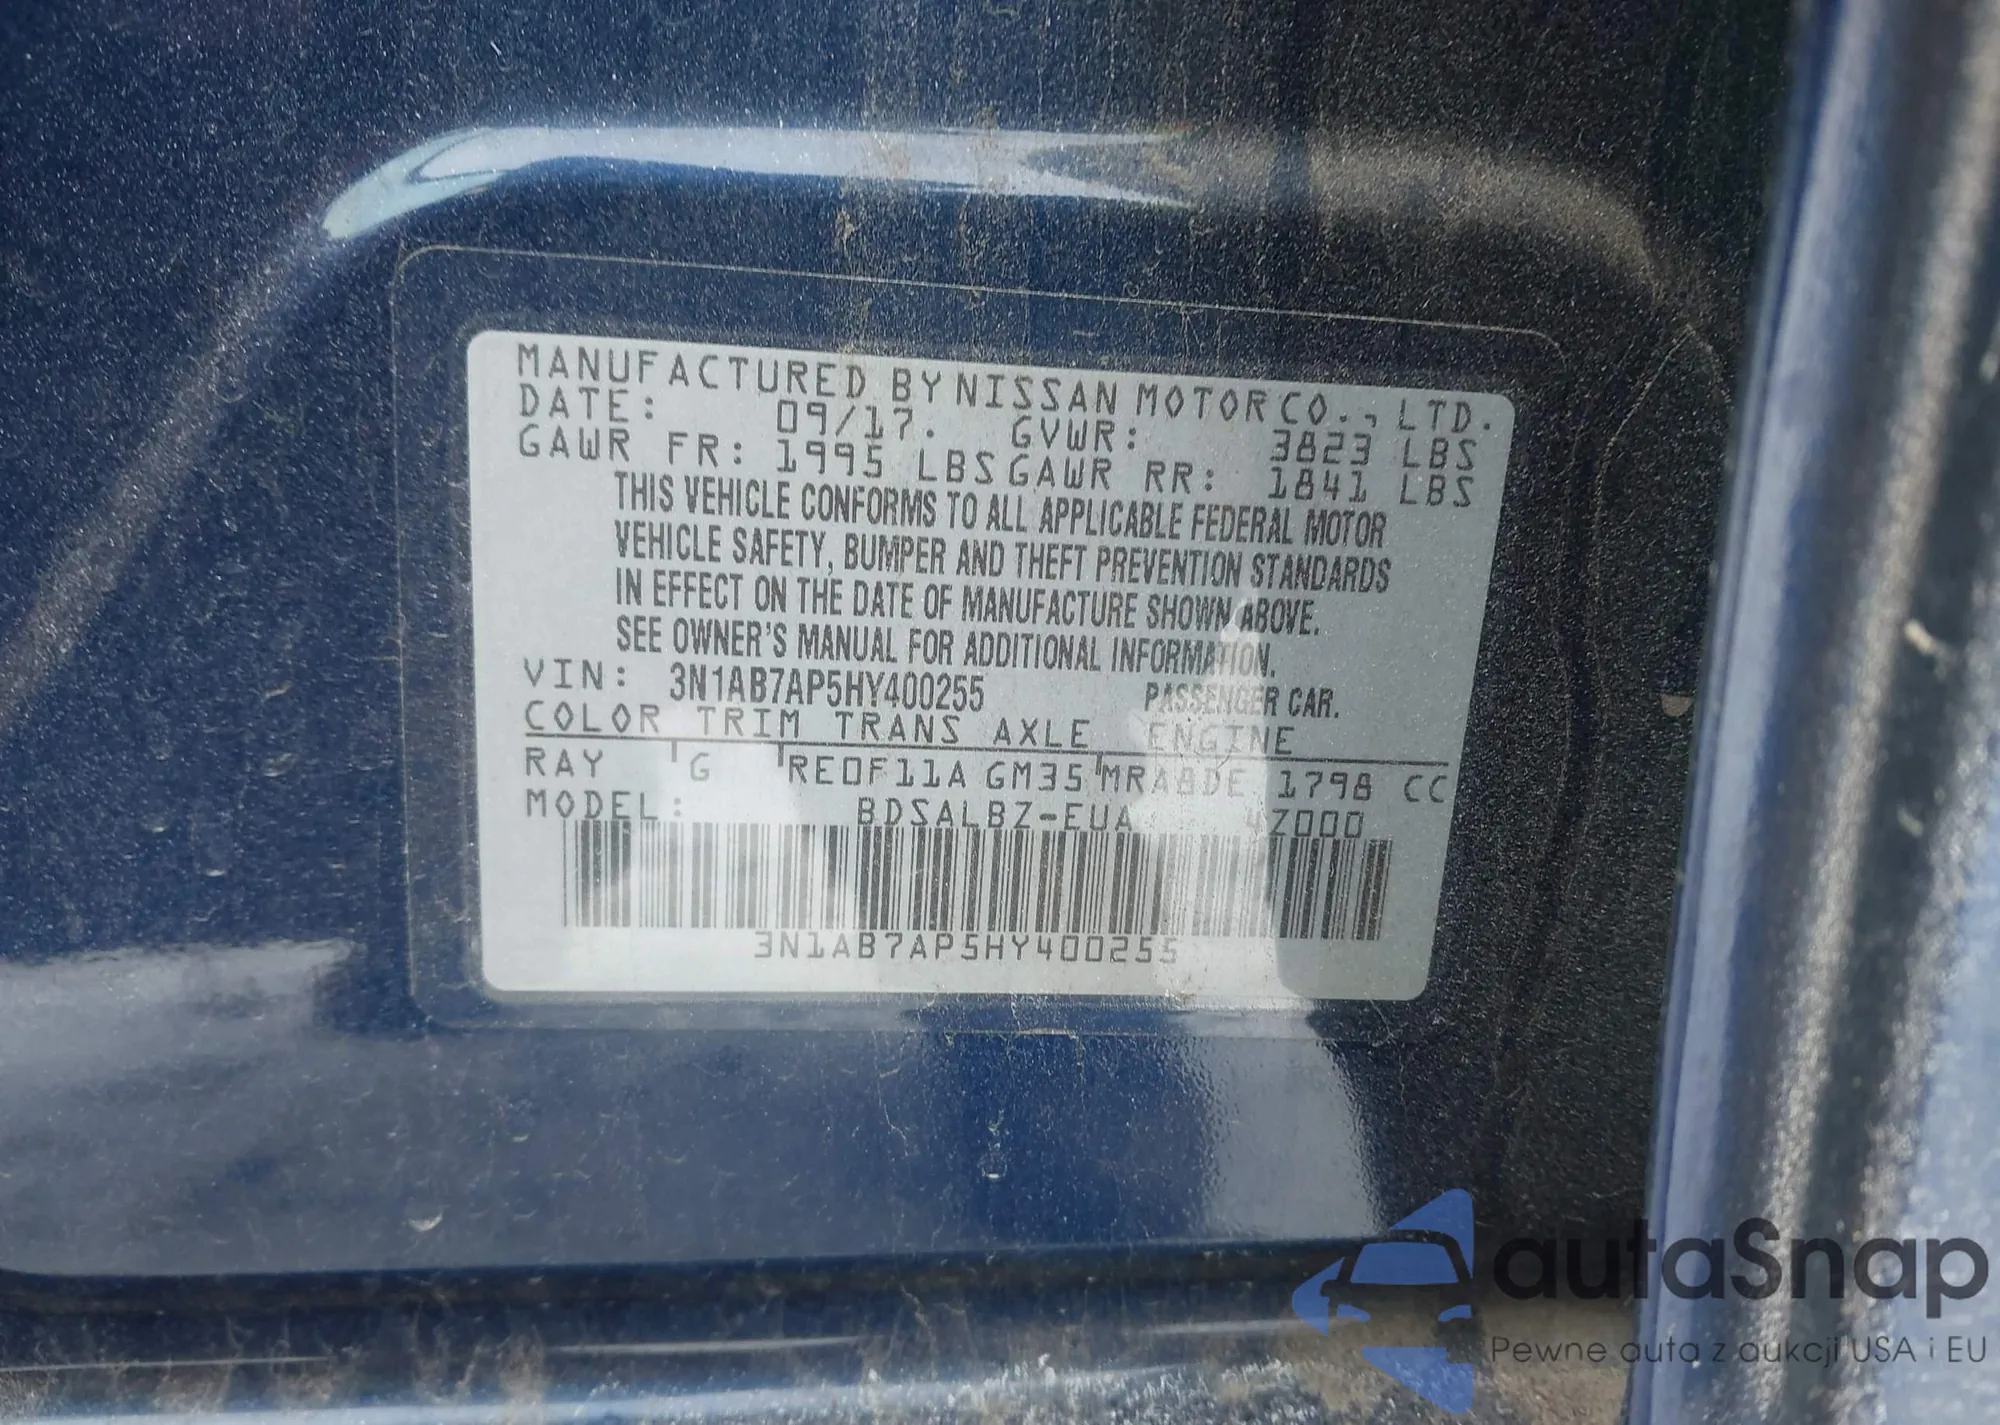 MANUFACTURED BY NISSAN MOTOR CO., LTD.
DATE: 09/17. GVWR: 3823 LBS
GAWR FR: 1995 LBS GAWR RR: 1841 LBS
THIS VEHICLE CONFORMS TO ALL APPLICABLE FEDERAL MOTOR
VEHICLE SAFETY, BUMPER AND THEFT PREVENTION STANDARDS
IN EFFECT ON THE DATE OF MANUFACTURE SHOWN ABOVE.
SEE OWNER'S MANUAL FOR ADDITIONAL INFORMATION.
VIN: 3N1AB7AP5HY400255 PASSENGER CAR.
COLOR TRIM TRANS AXLE ENGINE
RAY G RE0F11A GM35 MRA8DE 1798 CC
MODEL: BDSALBZ-EUA 4Z000
3N1AB7AP5HY400255
autaSnap
Pewne auta z aukcji USA i EU